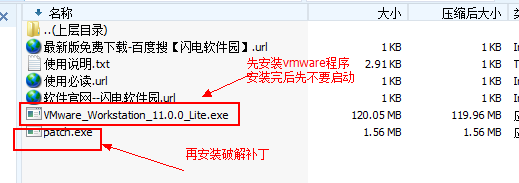 名称 大小 压缩后大小
..(上层目录)
最新版免费下载-百度搜【闪电软件园】.url 1 KB 1 KB
使用说明.txt 2.91 KB 1 KB
使用必读.url 1 KB 1 KB
软件官网--闪电软件园.url 1 KB 1 KB
先安装vmware程序
安装完后先不要启动
VMware_Workstation_11.0.0_Lite.exe 120.05 MB 119.96 MB
patch.exe 1.56 MB 1.56 MB
再安装破解补丁